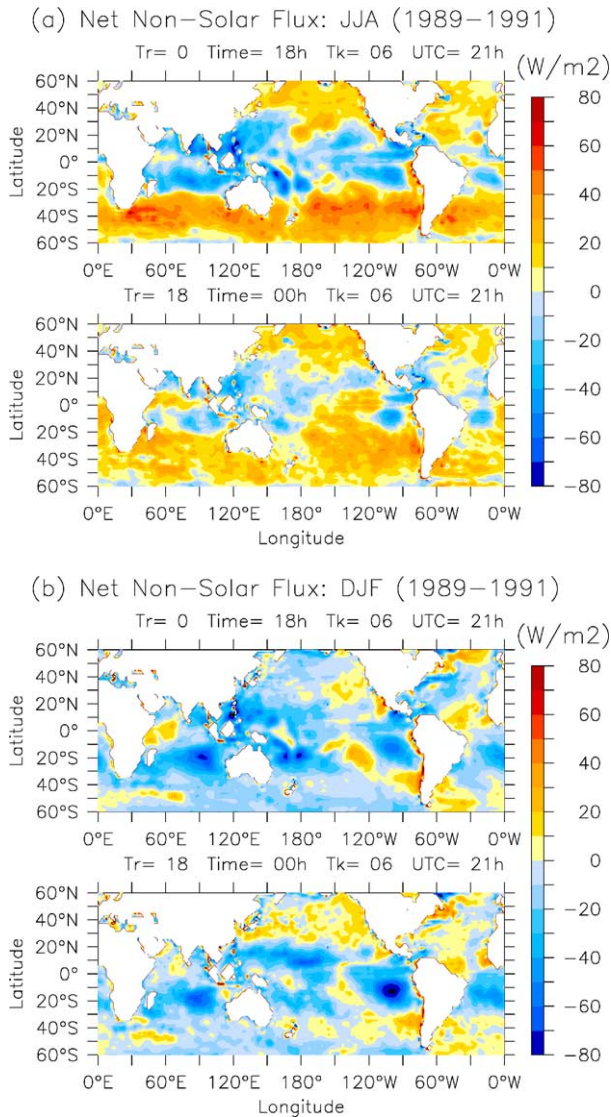 (a) Net Non-Solar Flux: JJA (1989-1991)
Tr= 0 Time= 18h Tk= 06 UTC= 21h
(W/m2)
Latitude
60°N
40°N
20°N
0°
20°S
40°S
60°S
0°E 60°E 120°E 180° 120°W 60°W 0°W
Tr= 18 Time= 00h Tk= 06 UTC= 21h
Latitude
60°N
40°N
20°N
0°
20°S
40°S
60°S
0°E 60°E 120°E 180° 120°W 60°W 0°W
Longitude
80
60
40
20
0
-20
-40
-60
-80
(b) Net Non-Solar Flux: DJF (1989-1991)
Tr= 0 Time= 18h Tk= 06 UTC= 21h
(W/m2)
Latitude
60°N
40°N
20°N
0°
20°S
40°S
60°S
0°E 60°E 120°E 180° 120°W 60°W 0°W
Tr= 18 Time= 00h Tk= 06 UTC= 21h
Latitude
60°N
40°N
20°N
0°
20°S
40°S
60°S
0°E 60°E 120°E 180° 120°W 60°W 0°W
Longitude
80
60
40
20
0
-20
-40
-60
-80